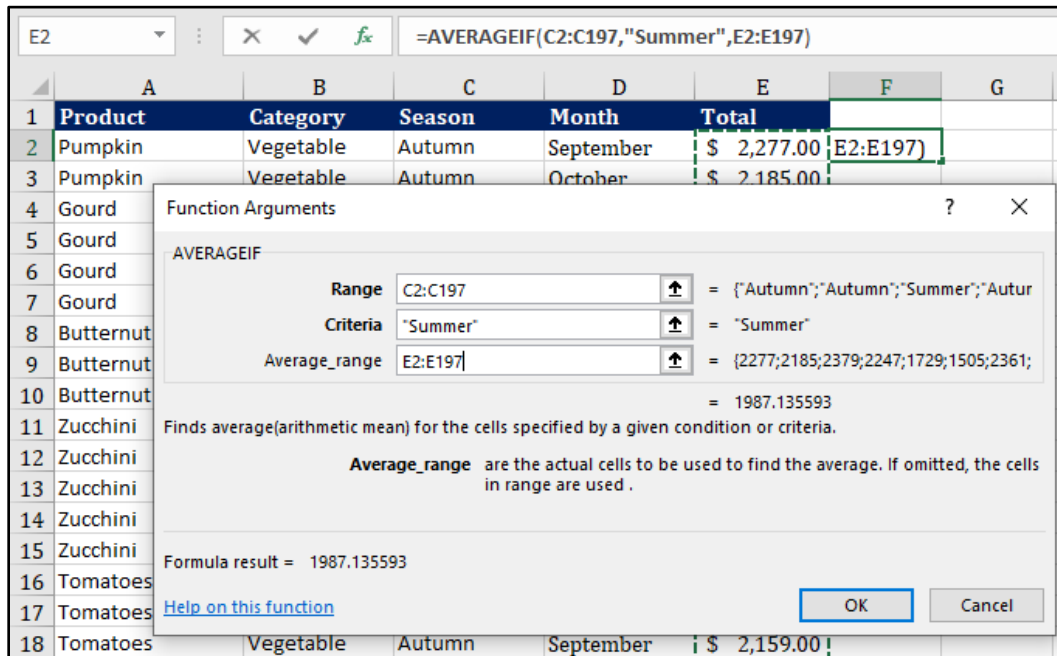 E2 fx =AVERAGEIF(C2:C197,"Summer",E2:E197)
A B C D E F G
1 Product Category Season Month Total
2 Pumpkin Vegetable Autumn September $ 2,277.00 E2:E197)
3 Pumpkin Vegetable Autumn October $ 2,185.00
4 Gourd
5 Gourd
6 Gourd
7 Gourd
8 Butternut
9 Butternut
10 Butternut
11 Zucchini
12 Zucchini
13 Zucchini
14 Zucchini
15 Zucchini
16 Tomatoes
17 Tomatoes
18 Tomatoes Vegetable Autumn September $ 2,159.00
Function Arguments ?
AVERAGEIF
Range C2:C197 = {"Autumn";"Autumn";"Summer";"Autur
Criteria "Summer" = "Summer"
Average_range E2:E197 = {2277;2185;2379;2247;1729;1505;2361;
= 1987.135593
Finds average(arithmetic mean) for the cells specified by a given condition or criteria.
Average_range are the actual cells to be used to find the average. If omitted, the cells
in range are used .
Formula result = 1987.135593
Help on this function OK Cancel